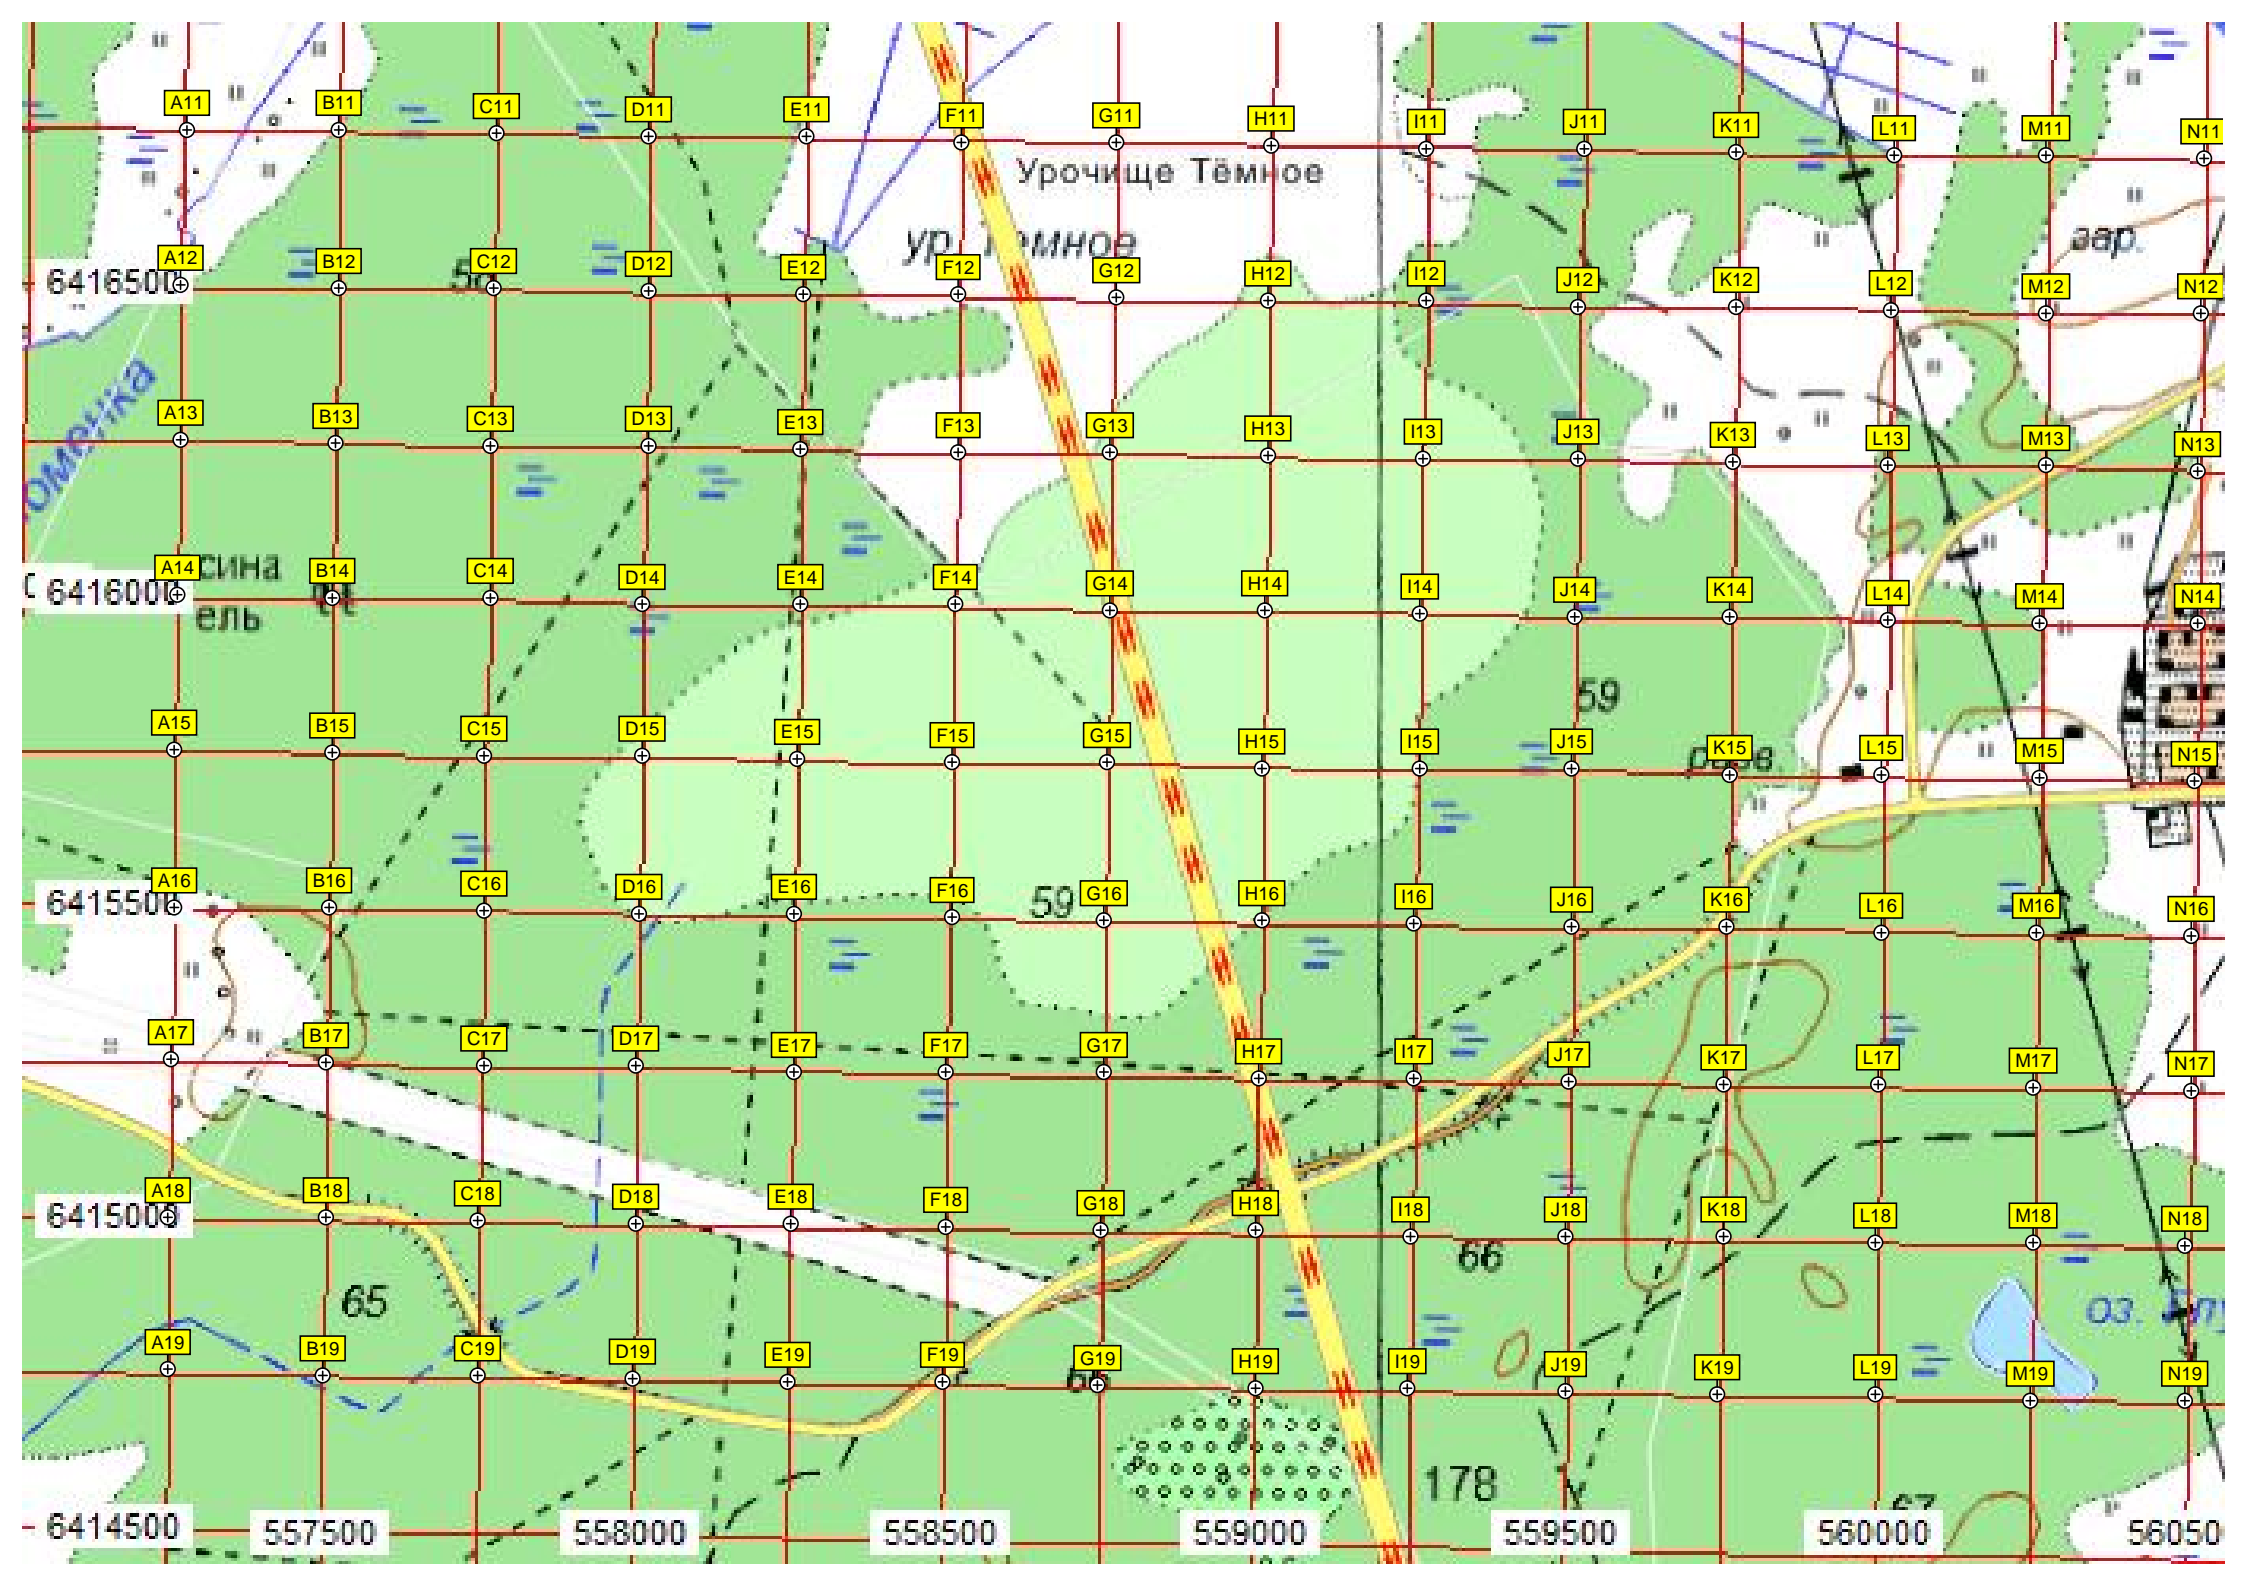 A11 B11 C11 D11 E11 F11 G11 H11 I11 J11 K11 L11 M11 N11
Урочище Тёмное
A12 B12 C12 D12 E12 F12 G12 H12 I12 J12 K12 L12 M12 N12
6416500
A13 B13 C13 D13 E13 F13 G13 H13 I13 J13 K13 L13 M13 N13
A14 B14 C14 D14 E14 F14 G14 H14 I14 J14 K14 L14 M14 N14
6416000
сина
ель
59
A15 B15 C15 D15 E15 F15 G15 H15 I15 J15 K15 L15 M15 N15
A16 B16 C16 D16 E16 F16 G16 H16 I16 J16 K16 L16 M16 N16
6415500
59
A17 B17 C17 D17 E17 F17 G17 H17 I17 J17 K17 L17 M17 N17
A18 B18 C18 D18 E18 F18 G18 H18 I18 J18 K18 L18 M18 N18
6415000
66
65
оз.
A19 B19 C19 D19 E19 F19 G19 H19 I19 J19 K19 L19 M19 N19
178
6414500 557500 558000 558500 559000 559500 560000 56050